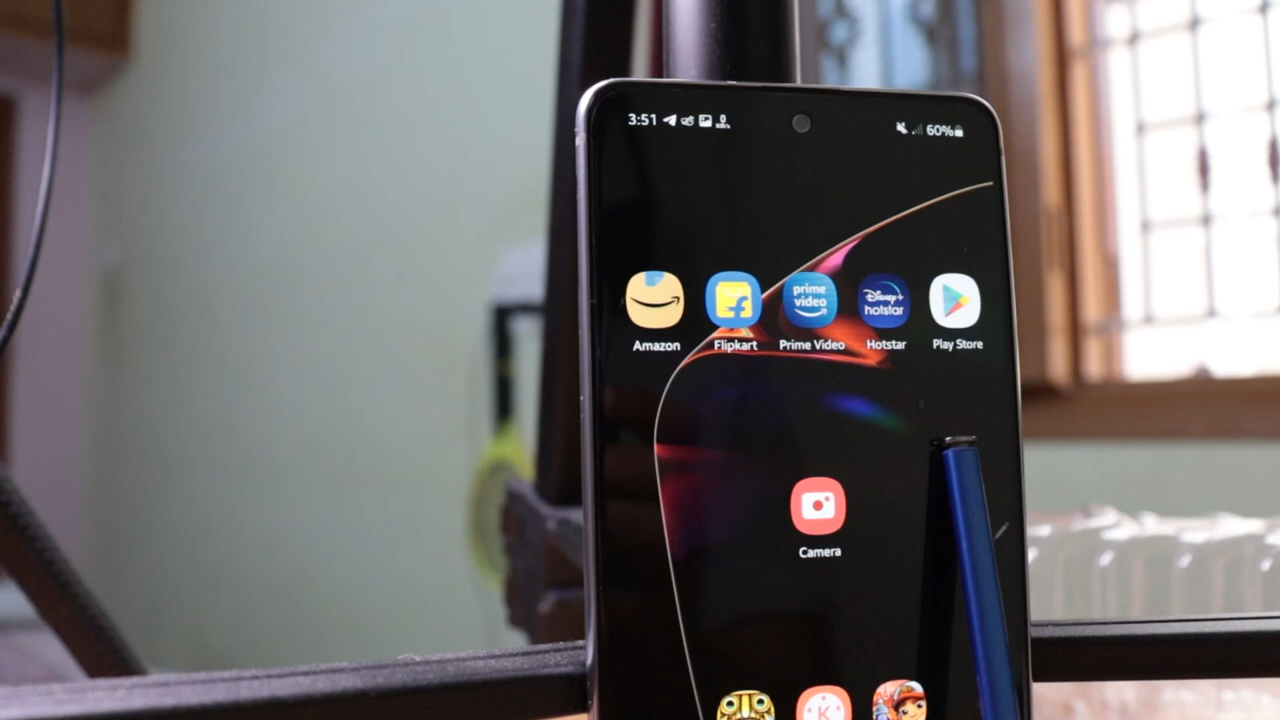 3:51
60%
prime
video
Disney+
hotstar
Amazon
Flipkart
Prime Video
Hotstar
Play Store
Camera
K